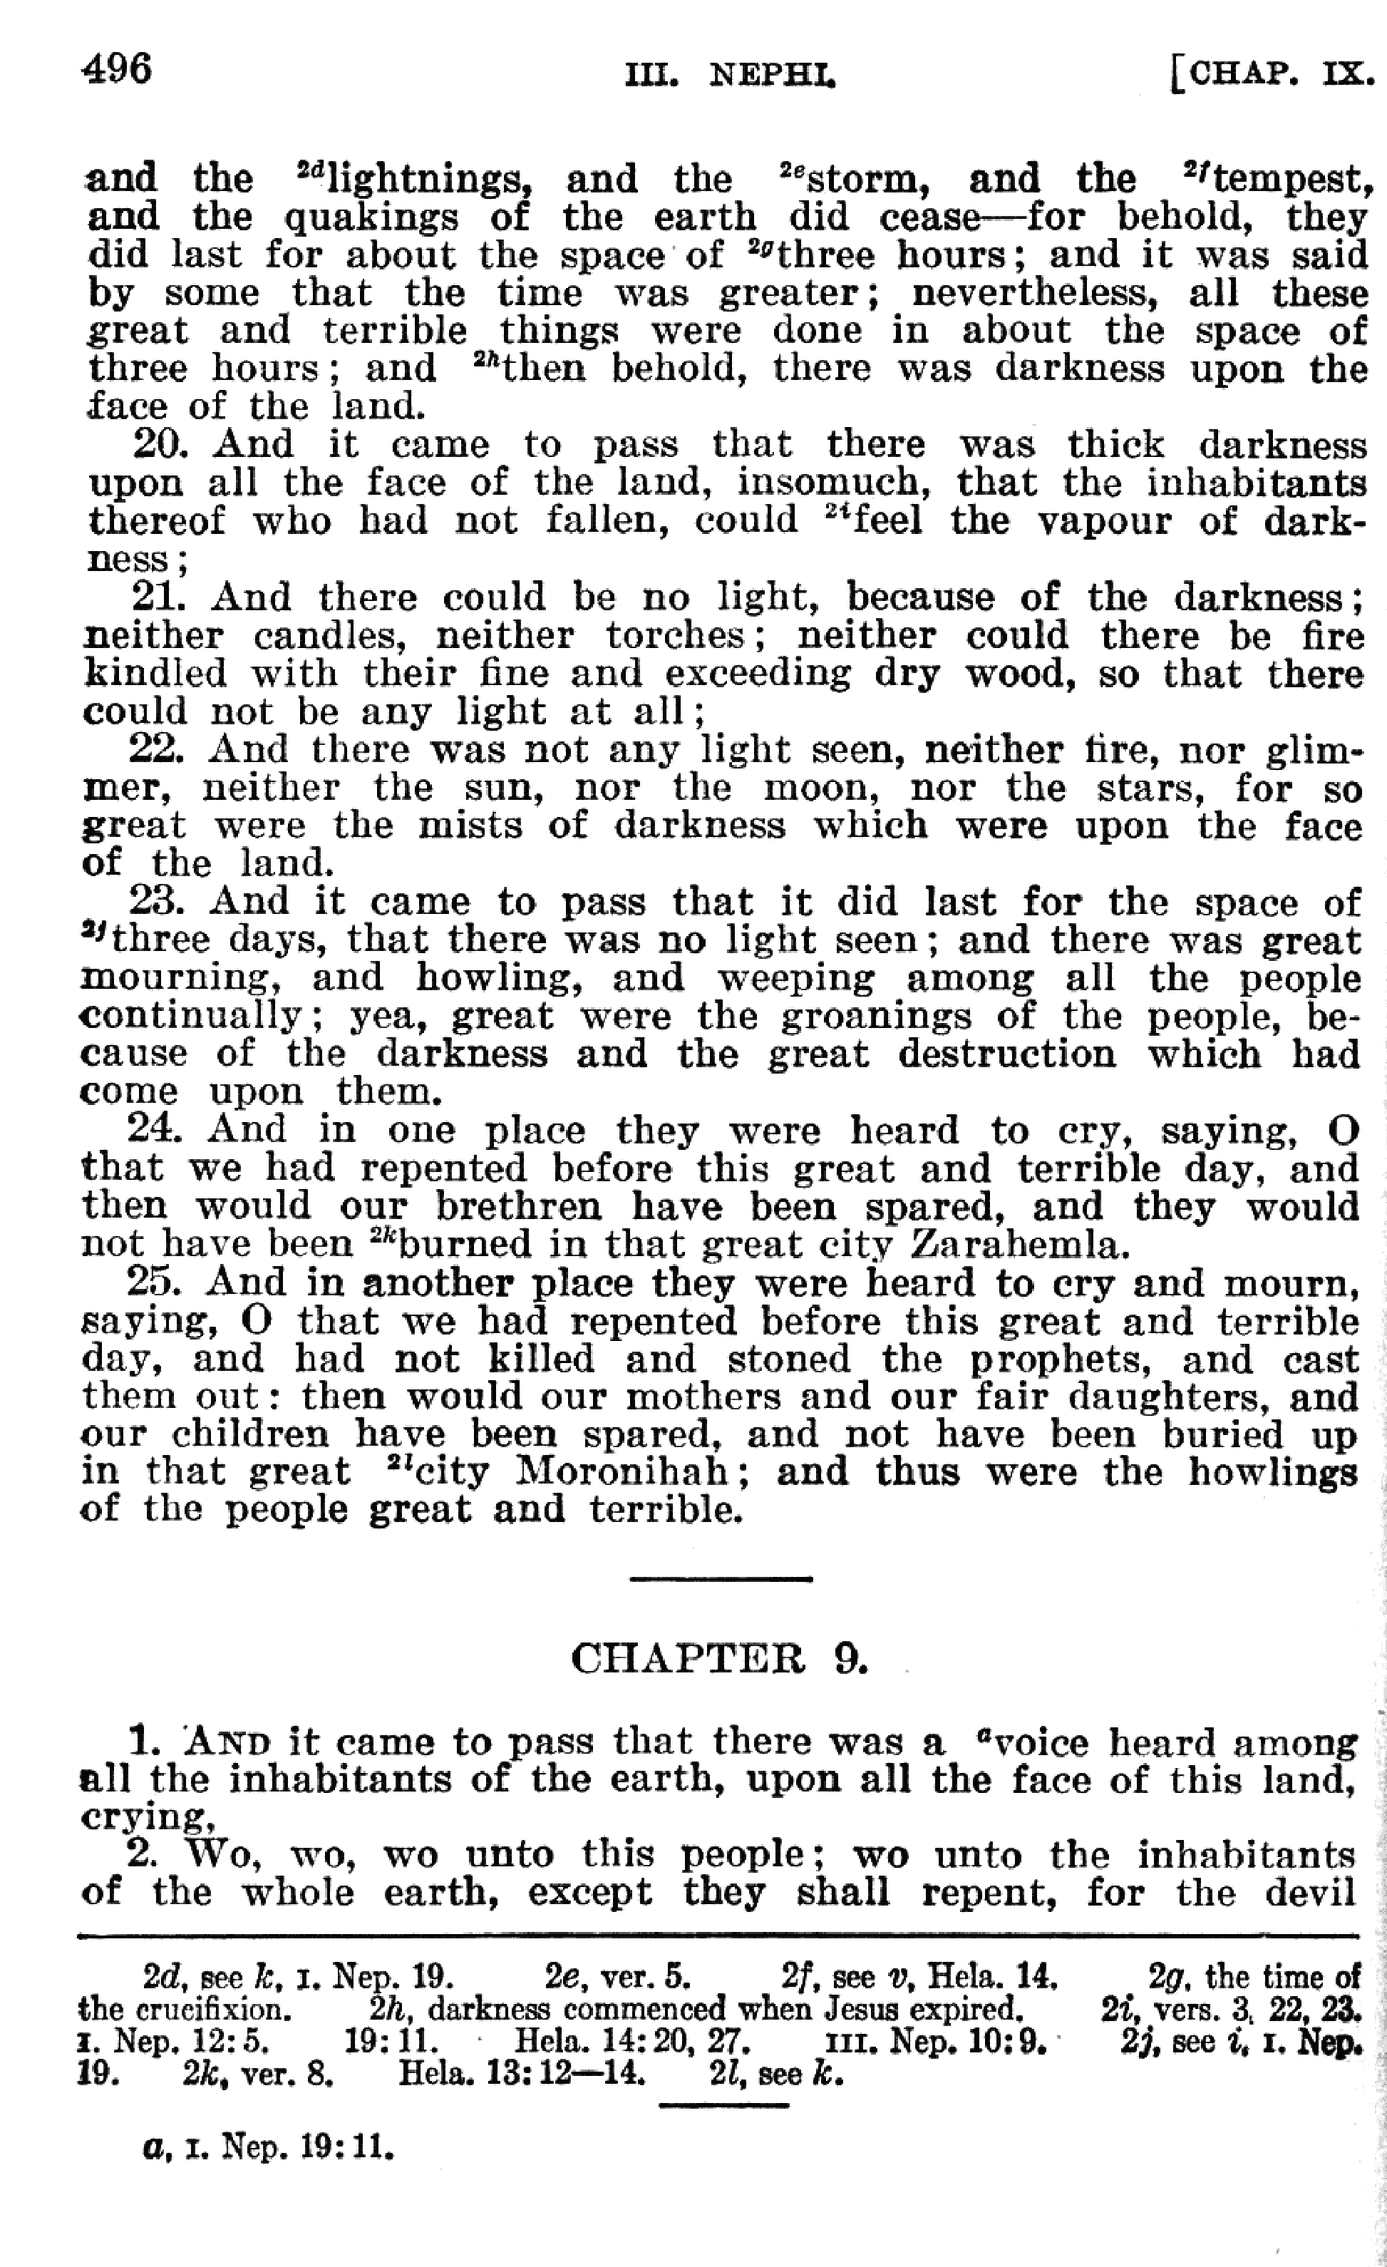 496 III. NEPHI. [CHAP. IX.
and the 2dlightnings, and the 2estorm, and the 2ftempest,
and the quakings of the earth did cease—for behold, they
did last for about the space of 2gthree hours; and it was said
by some that the time was greater; nevertheless, all these
great and terrible things were done in about the space of
three hours; and 2hthen behold, there was darkness upon the
face of the land.
20. And it came to pass that there was thick darkness
upon all the face of the land, insomuch, that the inhabitants
thereof who had not fallen, could 2ifeel the vapour of dark-
ness;
21. And there could be no light, because of the darkness;
neither candles, neither torches; neither could there be fire
kindled with their fine and exceeding dry wood, so that there
could not be any light at all;
22. And there was not any light seen, neither fire, nor glim-
mer, neither the sun, nor the moon, nor the stars, for so
great were the mists of darkness which were upon the face
of the land.
23. And it came to pass that it did last for the space of
2jthree days, that there was no light seen; and there was great
mourning, and howling, and weeping among all the people
continually; yea, great were the groanings of the people, be-
cause of the darkness and the great destruction which had
come upon them.
24. And in one place they were heard to cry, saying, O
that we had repented before this great and terrible day, and
then would our brethren have been spared, and they would
not have been 2kburned in that great city Zarahemla.
25. And in another place they were heard to cry and mourn,
saying, O that we had repented before this great and terrible
day, and had not killed and stoned the prophets, and cast
them out: then would our mothers and our fair daughters, and
our children have been spared, and not have been buried up
in that great 2lcity Moronihah; and thus were the howlings
of the people great and terrible.
CHAPTER 9.
1. AND it came to pass that there was a avoice heard among
all the inhabitants of the earth, upon all the face of this land,
crying,
2. Wo, wo, wo unto this people; wo unto the inhabitants
of the whole earth, except they shall repent, for the devil
2d, see k, I. Nep. 19. 2e, ver. 5. 2f, see v, Hela. 14. 2g, the time of
the crucifixion. 2h, darkness commenced when Jesus expired. 2i, vers. 3, 22, 23.
I. Nep. 12:5. 19:11. Hela. 14:20, 27. III. Nep. 10:9. 2j, see i, I. Nep.
19. 2k, ver. 8. Hela. 13:12—14. 2l, see k.
a, I. Nep. 19:11.